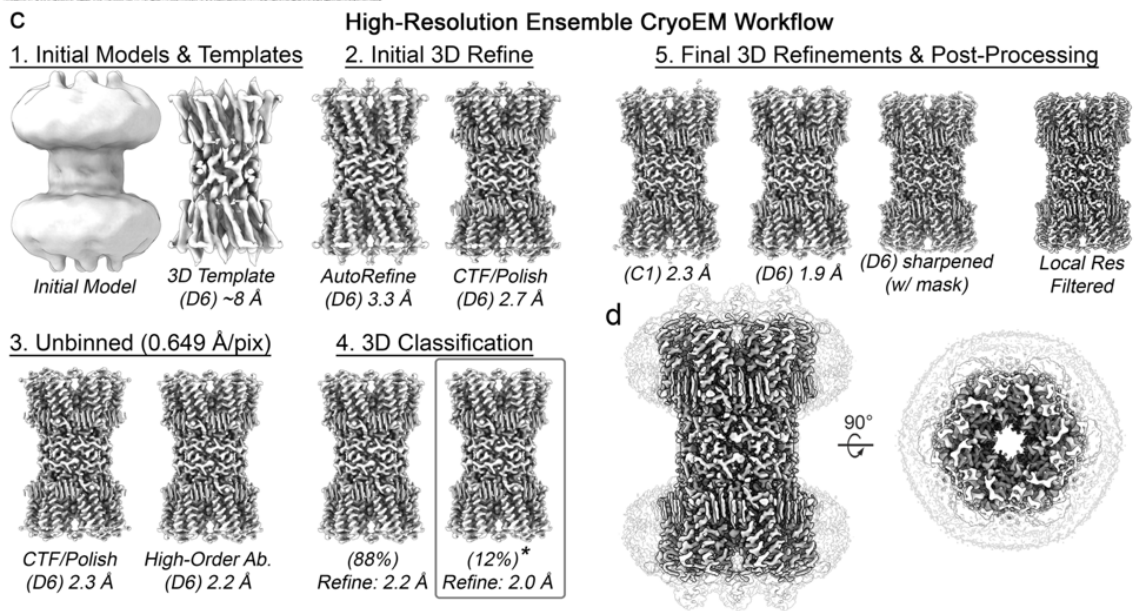 c
High-Resolution Ensemble CryoEM Workflow
1. Initial Models & Templates
Initial Model
3D Template
(D6) ~8 Å
2. Initial 3D Refine
AutoRefine
(D6) 3.3 Å
CTF/Polish
(D6) 2.7 Å
3. Unbinned (0.649 Å/pix)
CTF/Polish
(D6) 2.3 Å
High-Order Ab.
(D6) 2.2 Å
4. 3D Classification
(88%)
Refine: 2.2 Å
(12%)*
Refine: 2.0 Å
5. Final 3D Refinements & Post-Processing
(C1) 2.3 Å
(D6) 1.9 Å
(D6) sharpened
(w/ mask)
Local Res
Filtered
d
90°